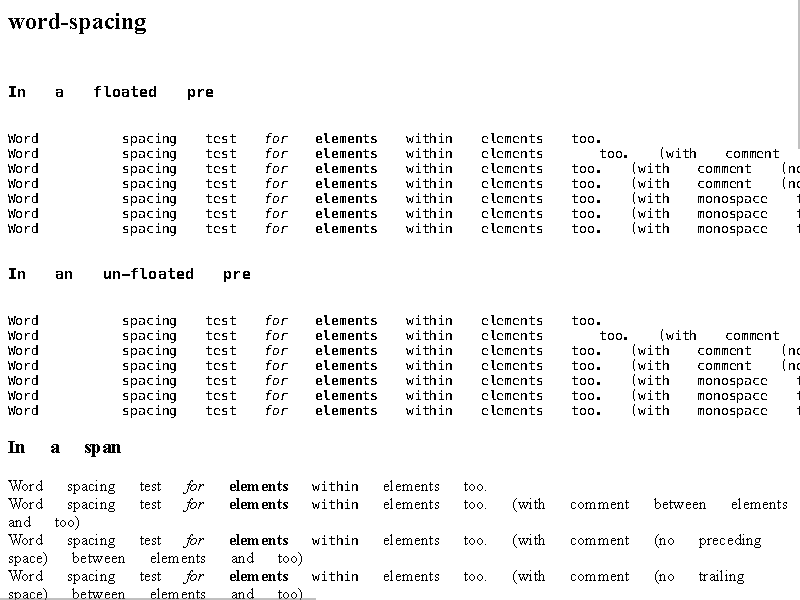 word-spacing
In a floated pre
Word spacing test for elements within elements too.
Word spacing test for elements within elements too. (with comment
Word spacing test for elements within elements too. (with comment (no
Word spacing test for elements within elements too. (with comment (no
Word spacing test for elements within elements too. (with monospace
Word spacing test for elements within elements too. (with monospace
Word spacing test for elements within elements too. (with monospace
In an un-floated pre
Word spacing test for elements within elements too.
Word spacing test for elements within elements too. (with comment
Word spacing test for elements within elements too. (with comment (no
Word spacing test for elements within elements too. (with comment (no
Word spacing test for elements within elements too. (with monospace
Word spacing test for elements within elements too. (with monospace
Word spacing test for elements within elements too. (with monospace
In a span
Word spacing test for elements within elements too.
Word spacing test for elements within elements too. (with comment between elements
and too)
Word spacing test for elements within elements too. (with comment (no preceding
space) between elements and too)
Word spacing test for elements within elements too. (with comment (no trailing
space) between elements and too)